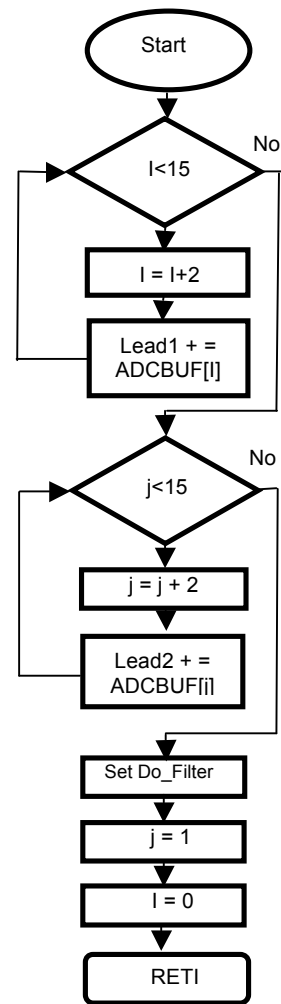 Start
No
I<15
I = I+2
Lead1 + =
ADCBUF[I]
No
j<15
j = j + 2
Lead2 + =
ADCBUF[j]
Set Do_Filter
j = 1
I = 0
RETI